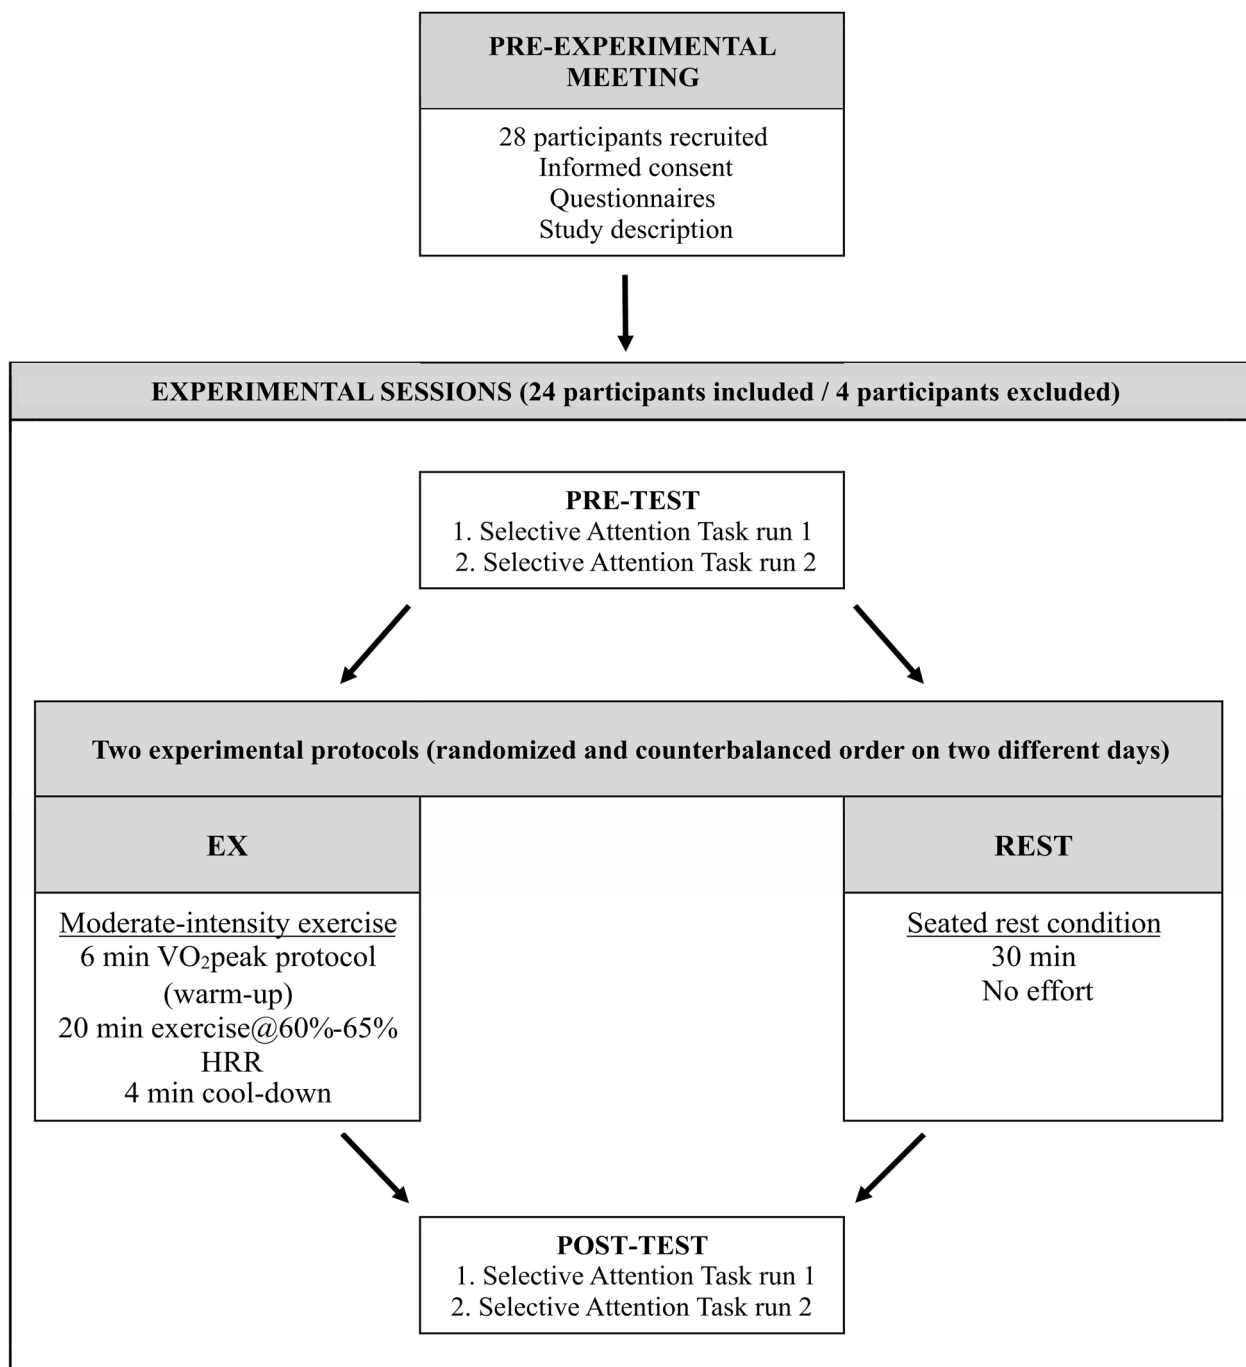 PRE-EXPERIMENTAL
MEETING
28 participants recruited
Informed consent
Questionnaires
Study description
EXPERIMENTAL SESSIONS (24 participants included / 4 participants excluded)
PRE-TEST
1. Selective Attention Task run 1
2. Selective Attention Task run 2
Two experimental protocols (randomized and counterbalanced order on two different days)
EX
Moderate-intensity exercise
6 min VO₂peak protocol
(warm-up)
20 min exercise@60%-65%
HRR
4 min cool-down
REST
Seated rest condition
30 min
No effort
POST-TEST
1. Selective Attention Task run 1
2. Selective Attention Task run 2